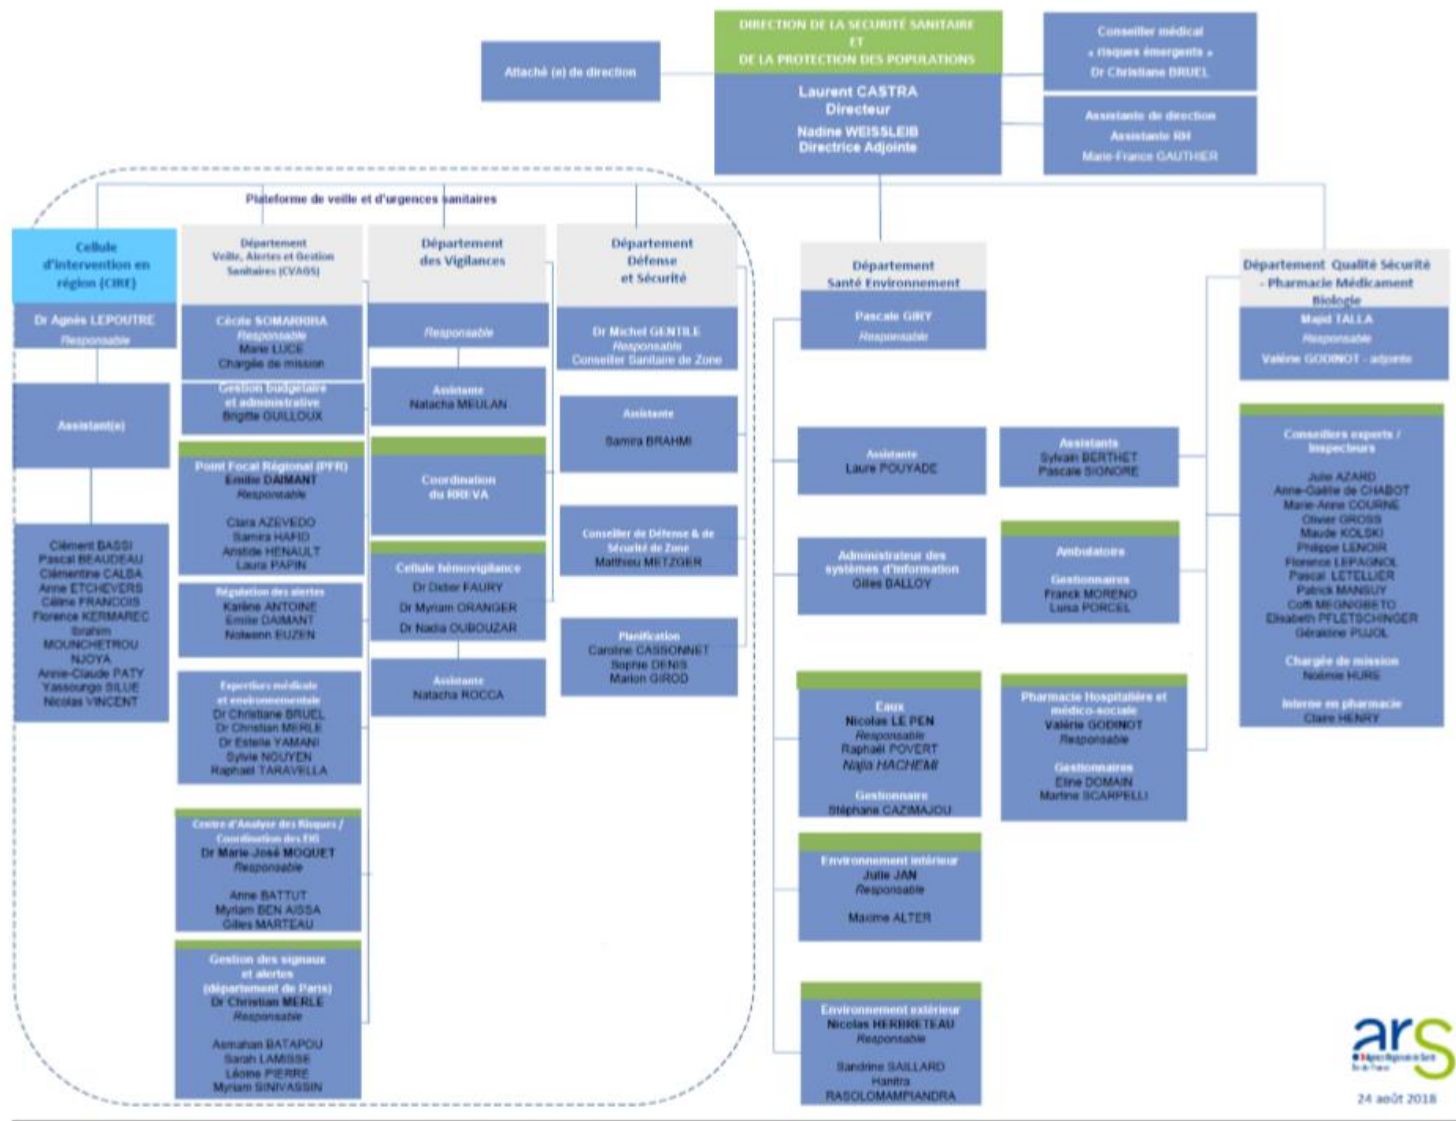 DIRECTION DE LA SECURITÉ SANITAIRE
ET
DE LA PROTECTION DES POPULATIONS
Laurent CASTRA
Directeur
Nadine WEISSLEIB
Directrice Adjointe
Attaché (e) de direction
Conseiller médical
« risques émergents »
Dr Christiane BRUEL
Assistante de direction
Assistante RH
Marie-France GAUTHIER
Plateforme de veille et d'urgences sanitaires
Cellule
d'intervention en
région (CIRE)
Dr Agnès LEPOUTRE
Responsable
Assistant(e)
Clément BASSI
Pascal BEAUDEAU
Clémentine CALBA
Anne ETCHEVERS
Céline FRANCOIS
Florence KERMAREC
Ibrahim
MOUNCHETROU
NJOYA
Annie-Claude PATY
Yassoungo SILUE
Nicolas VINCENT
Département
Veille, Alertes et Gestion
Sanitaires (CVAGS)
Cécile SOMARRIBA
Responsable
Marie LUCE
Chargée de mission
Gestion budgétaire
et administrative
Brigitte GUILLOUX
Point Focal Régional (PFR)
Emilie DAIMANT
Responsable
Clara AZEVEDO
Samira HAFID
Aristide HENAULT
Laura PAPIN
Régulation des alertes
Karène ANTOINE
Emilie DAIMANT
Nolwenn EUZEN
Expertises médicale
et environnementale
Dr Christiane BRUEL
Dr Christian MERLE
Dr Estelle YAMANI
Sylvie NGUYEN
Raphaël TARAVELLA
Centre d'Analyse des Risques /
Coordination des EIG
Dr Marie-José MOQUET
Responsable
Anne BATTUT
Myriam BEN AISSA
Gilles MARTEAU
Gestion des signaux
et alertes
(département de Paris)
Dr Christian MERLE
Responsable
Asmahan BATAPOU
Sarah LAMISSE
Léoine PIERRE
Myriam SINIVASSIN
Département
des Vigilances
Responsable
Assistante
Natacha MEULAN
Coordination
du RREVA
Cellule hémovigilance
Dr Didier FAURY
Dr Myriam ORANGER
Dr Nadia OUBOUZAR
Assistante
Natacha ROCCA
Département
Défense
et Sécurité
Dr Michel GENTILE
Responsable
Conseiller Sanitaire de Zone
Assistante
Samira BRAHMI
Conseiller de Défense & de
Sécurité de Zone
Matthieu METZGER
Planification
Caroline CASSONNET
Sophie DENIS
Marion GIROD
Département
Santé Environnement
Pascale GIRY
Responsable
Assistante
Laure POUYADE
Administrateur des
systèmes d'information
Gilles BALLOY
Eaux
Nicolas LE PEN
Responsable
Raphaël POVERT
Najia HACHEMI
Gestionnaire
Stéphane CAZIMAJOU
Environnement intérieur
Julie JAN
Responsable
Maxime ALTER
Environnement extérieur
Nicolas HERBRETEAU
Responsable
Sandrine SAILLARD
Hanitra
RASOLOMAMPIANDRA
Département Qualité Sécurité
- Pharmacie Médicament
Biologie
Majid TALLA
Responsable
Valérie GODINOT - adjointe
Assistants
Sylvain BERTHET
Pascale SIGNORE
Ambulatoire
Gestionnaires
Franck MORENO
Luisa PORCEL
Pharmacie Hospitalière et
médico-sociale
Valérie GODINOT
Responsable
Gestionnaires
Eline DOMAIN
Martine SCARPELLI
Conseillers experts /
Inspecteurs
Julie AZARD
Anne-Gaëlle de CHABOT
Marie-Anne COURNE
Olivier GROSS
Maude KOLSKI
Philippe LENOIR
Florence LEPAGNOL
Pascal LETELLIER
Patrick MANSUY
Coffi MEGNIGBETO
Elisabeth PFLETSCHINGER
Géraldine PUJOL
Chargée de mission
Noémie HURE
Interne en pharmacie
Claire HENRY
ars
Agence Régionale de Santé
Île-de-France
24 août 2018